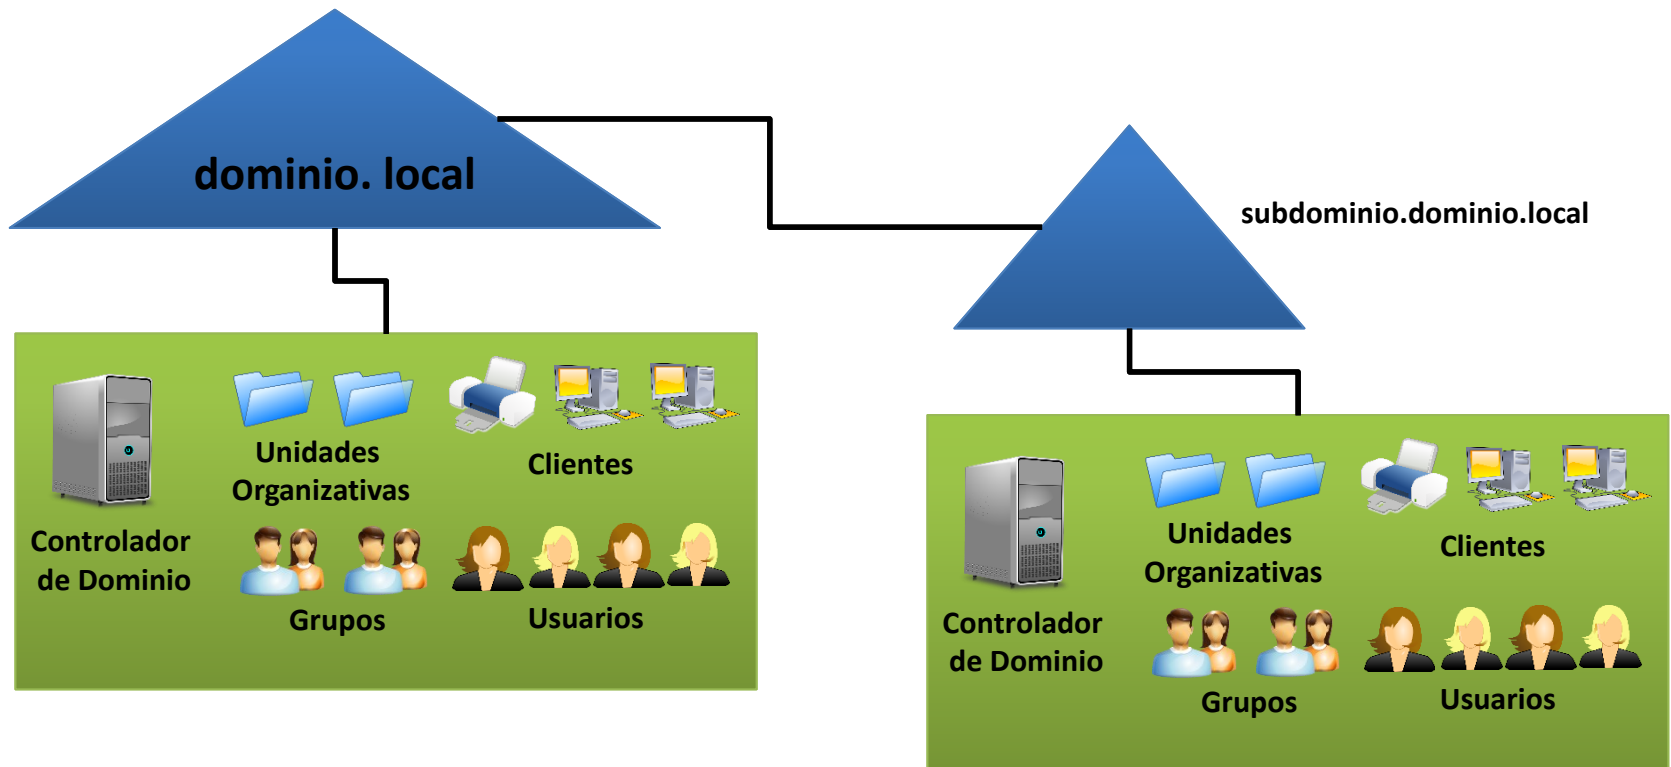 dominio. local
subdominio.dominio.local
Unidades
Organizativas
Clientes
Controlador
de Dominio
Grupos
Usuarios
Unidades
Organizativas
Clientes
Controlador
de Dominio
Grupos
Usuarios